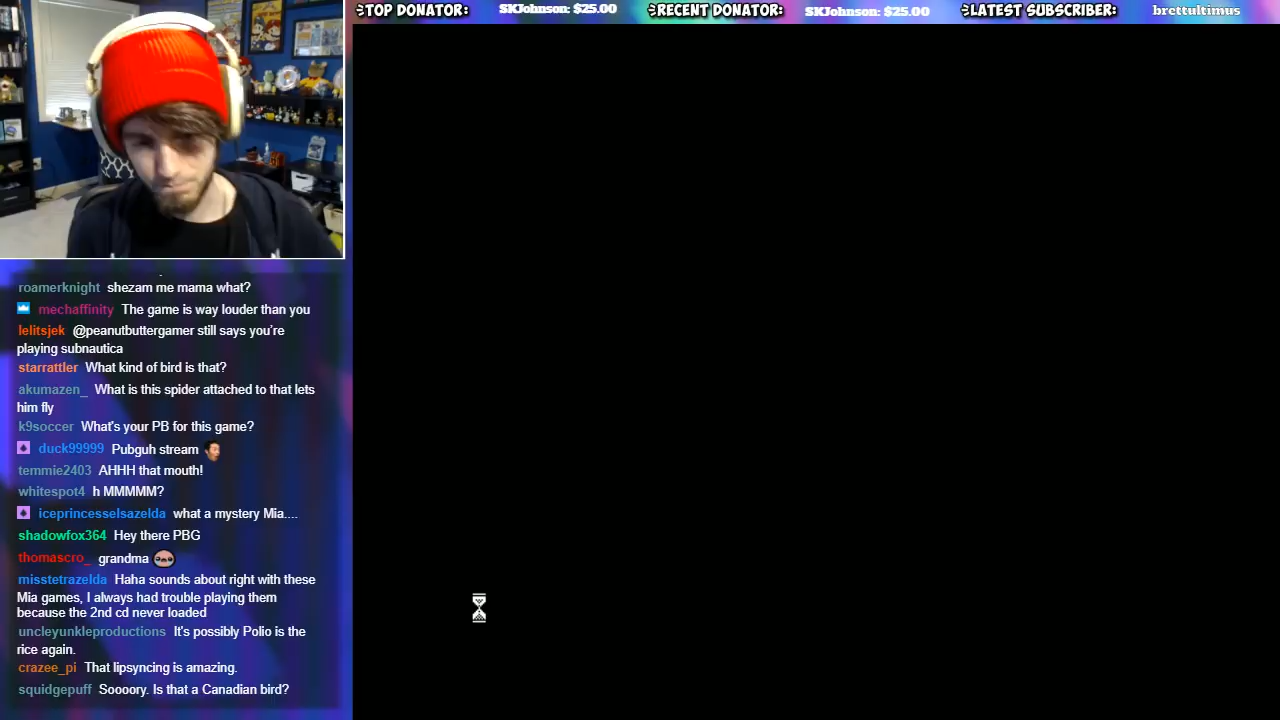 TOP DONATOR: SKJohnson: $25.00 RECENT DONATOR: SKJohnson: $25.00 LATEST SUBSCRIBER: brettultimus
roamerknight shezam me mama what?
mechaffinity The game is way louder than you
lelitsjek @peanutbuttergamer still says you're
playing subnautica
starrattler What kind of bird is that?
akumazen_ What is this spider attached to that lets
him fly
k9soccer What's your PB for this game?
duck99999 Pubguh stream
temmie2403 AHHH that mouth!
whitespot4 h MMMMM?
iceprincesselsazelda what a mystery Mia....
shadowfox364 Hey there PBG
thomascro_ grandma
misstetrazelda Haha sounds about right with these
Mia games, I always had trouble playing them
because the 2nd cd never loaded
uncleyunkleproductions It's possibly Polio is the
rice again.
crazee_pi That lipsyncing is amazing.
squidgepuff Soooory. Is that a Canadian bird?